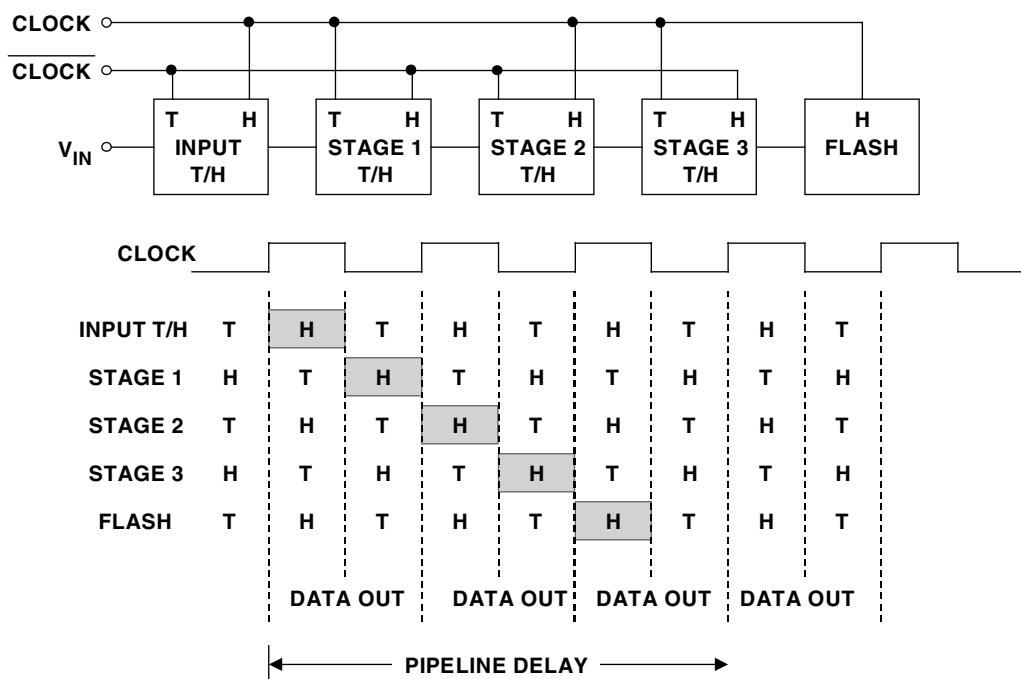 CLOCK
CLOCK
T H T H T H T H H
V_IN INPUT STAGE 1 STAGE 2 STAGE 3 FLASH
T/H T/H T/H T/H
CLOCK
INPUT T/H T H T H T H T H T
STAGE 1 H T H T H T H T H
STAGE 2 T H T H T H T H T
STAGE 3 H T H T H T H T H
FLASH T H T H T H T H T
DATA OUT DATA OUT DATA OUT DATA OUT
PIPELINE DELAY